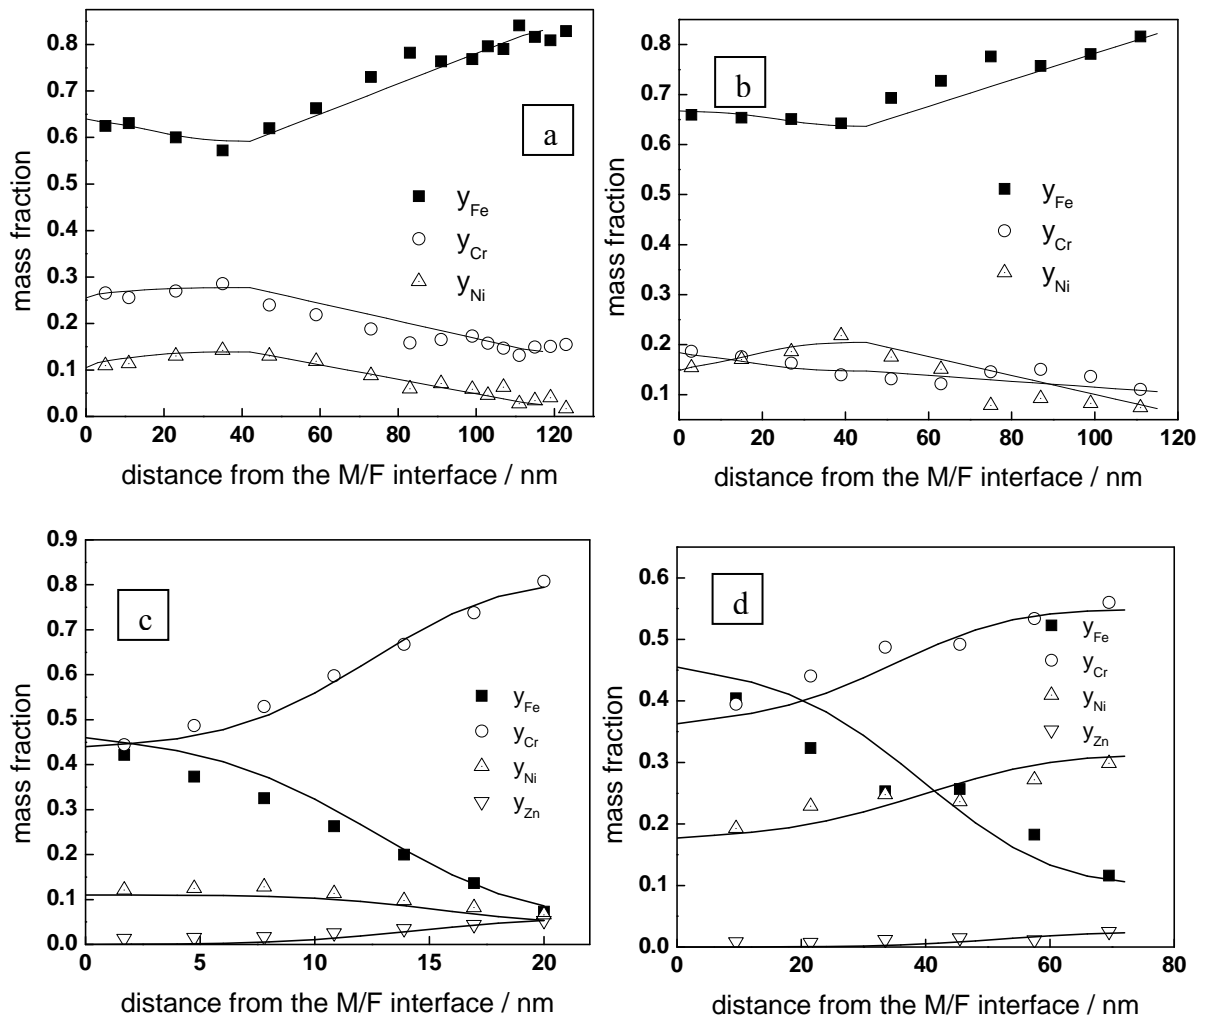 0.8
0.7
0.6
0.5
0.4
0.3
0.2
0.1
0.0
mass fraction
a
y_Fe
y_Cr
y_Ni
0 20 40 60 80 100 120
distance from the M/F interface / nm
0.8
0.7
0.6
0.5
0.4
0.3
0.2
0.1
mass fraction
b
y_Fe
y_Cr
y_Ni
0 20 40 60 80 100 120
distance from the M/F interface / nm
0.9
0.8
0.7
0.6
0.5
0.4
0.3
0.2
0.1
0.0
mass fraction
c
y_Fe
y_Cr
y_Ni
y_Zn
0 5 10 15 20
distance from the M/F interface / nm
0.6
0.5
0.4
0.3
0.2
0.1
0.0
mass fraction
d
y_Fe
y_Cr
y_Ni
y_Zn
0 20 40 60 80
distance from the M/F interface / nm